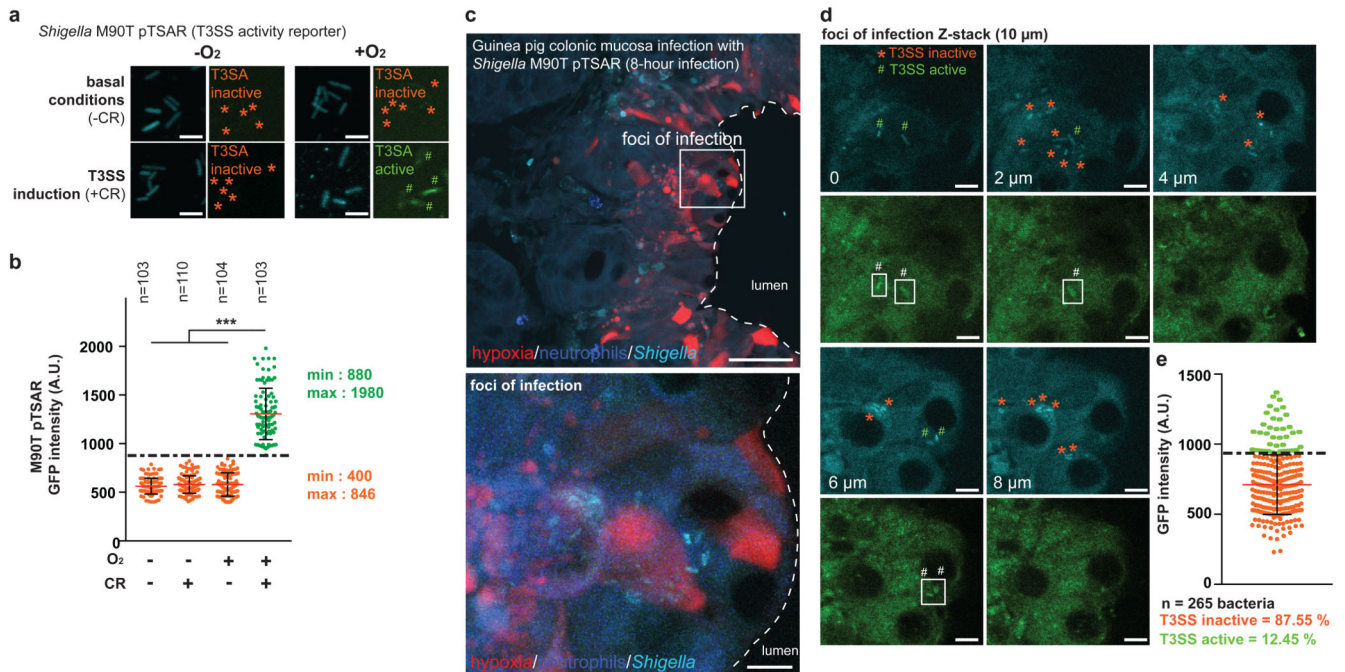 a
Shigella M90T pTSAR (T3SS activity reporter)
-O2
+O2
basal
conditions
(-CR)
T3SA
inactive
* * * * *
T3SA
inactive
* * * * *
T3SS
induction (+CR)
T3SA
inactive *
* * * * * *
T3SA
active #
# # #
b
n=103
n=110
n=104
n=103
***
M90T pTSAR
GFP intensity (A.U.)
2000
1500
1000
500
0
min : 880
max : 1980
min : 400
max : 846
O2 - - + +
CR - + - +
c
Guinea pig colonic mucosa infection with
Shigella M90T pTSAR (8-hour infection)
foci of infection
lumen
hypoxia/neutrophils/Shigella
foci of infection
lumen
hypoxia/neutrophils/Shigella
d
foci of infection Z-stack (10 µm)
* T3SS inactive
# T3SS active
# #
0
* * * # * * * * *
2 µm
* * *
4 µm
# #
#
* * # #
6 µm
* * * * * *
8 µm
# #
e
GFP intensity (A.U.)
1500
1000
500
0
n = 265 bacteria
T3SS inactive = 87.55 %
T3SS active = 12.45 %